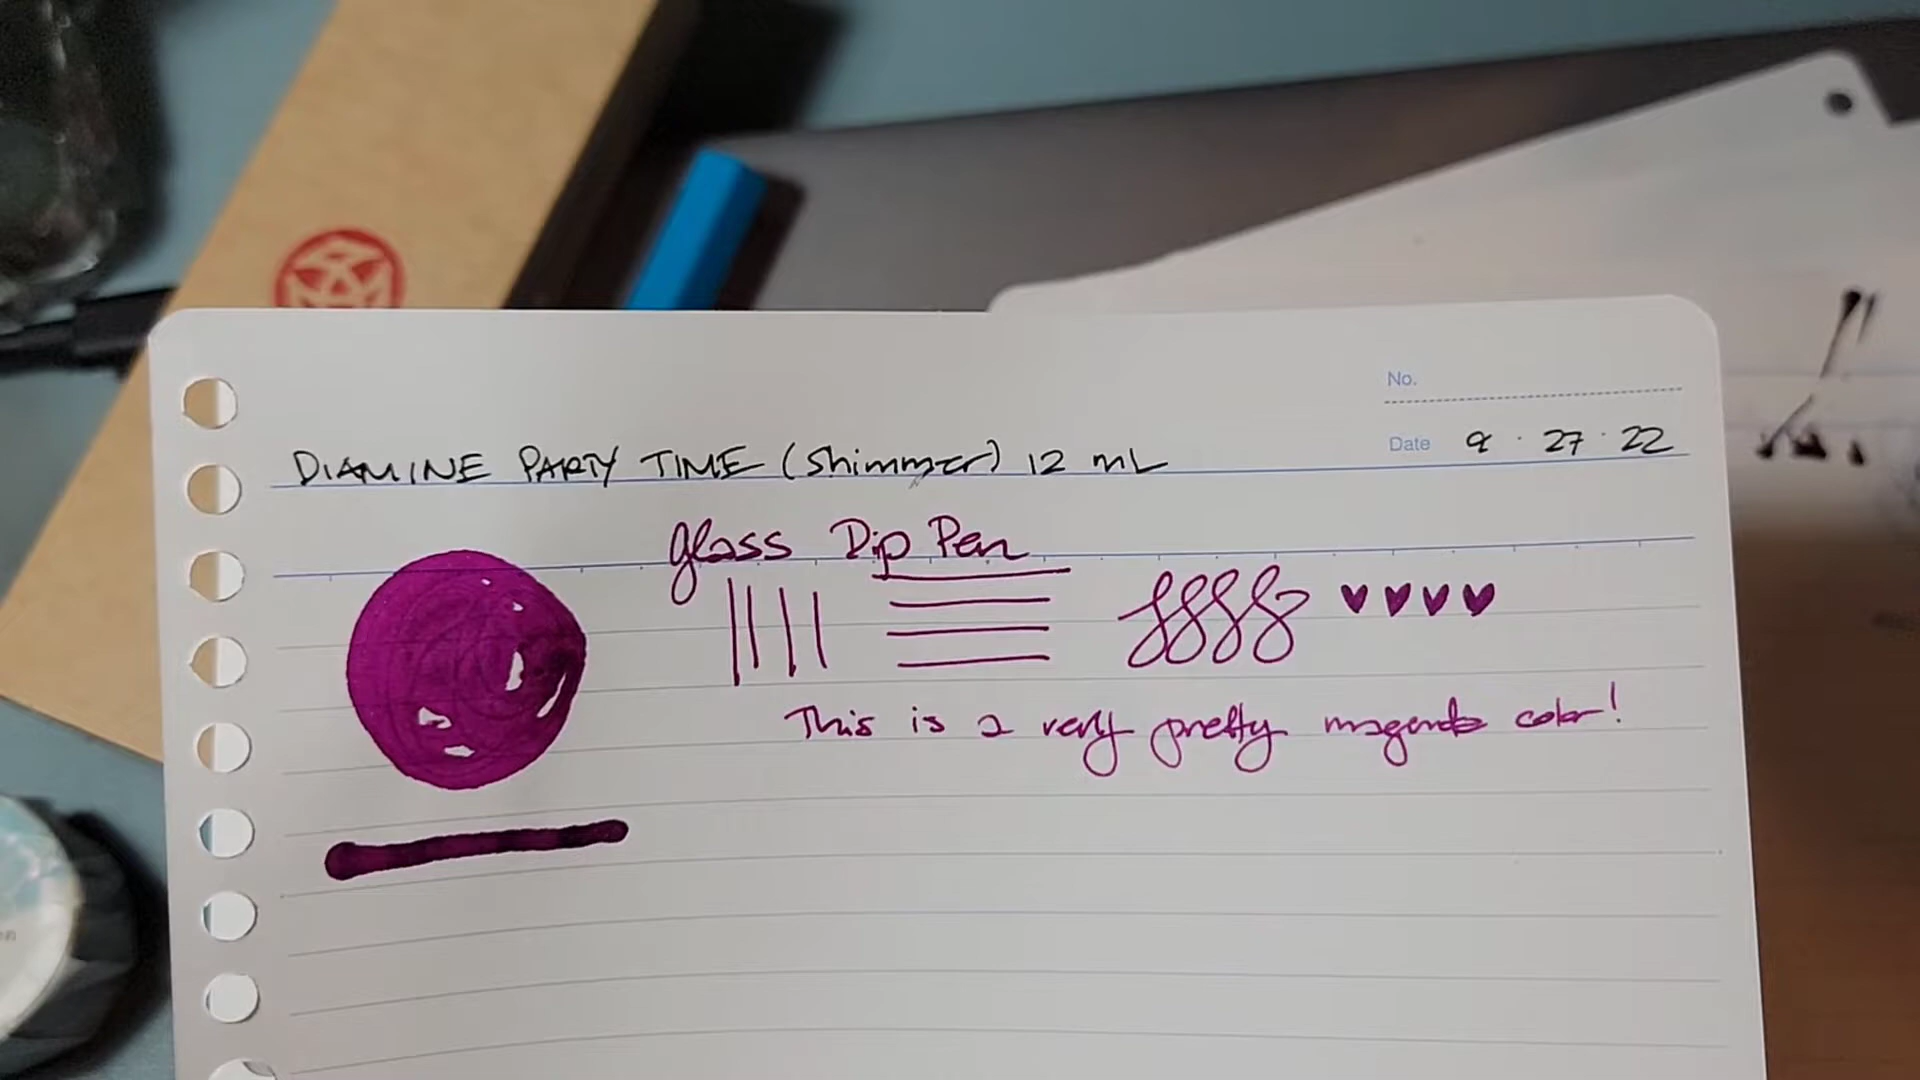 No.
Date 9 · 27 · 22
DIAMINE PARTY TIME (shimmer) 12 mL
Glass Dip Pen
This is a very pretty magenta color!